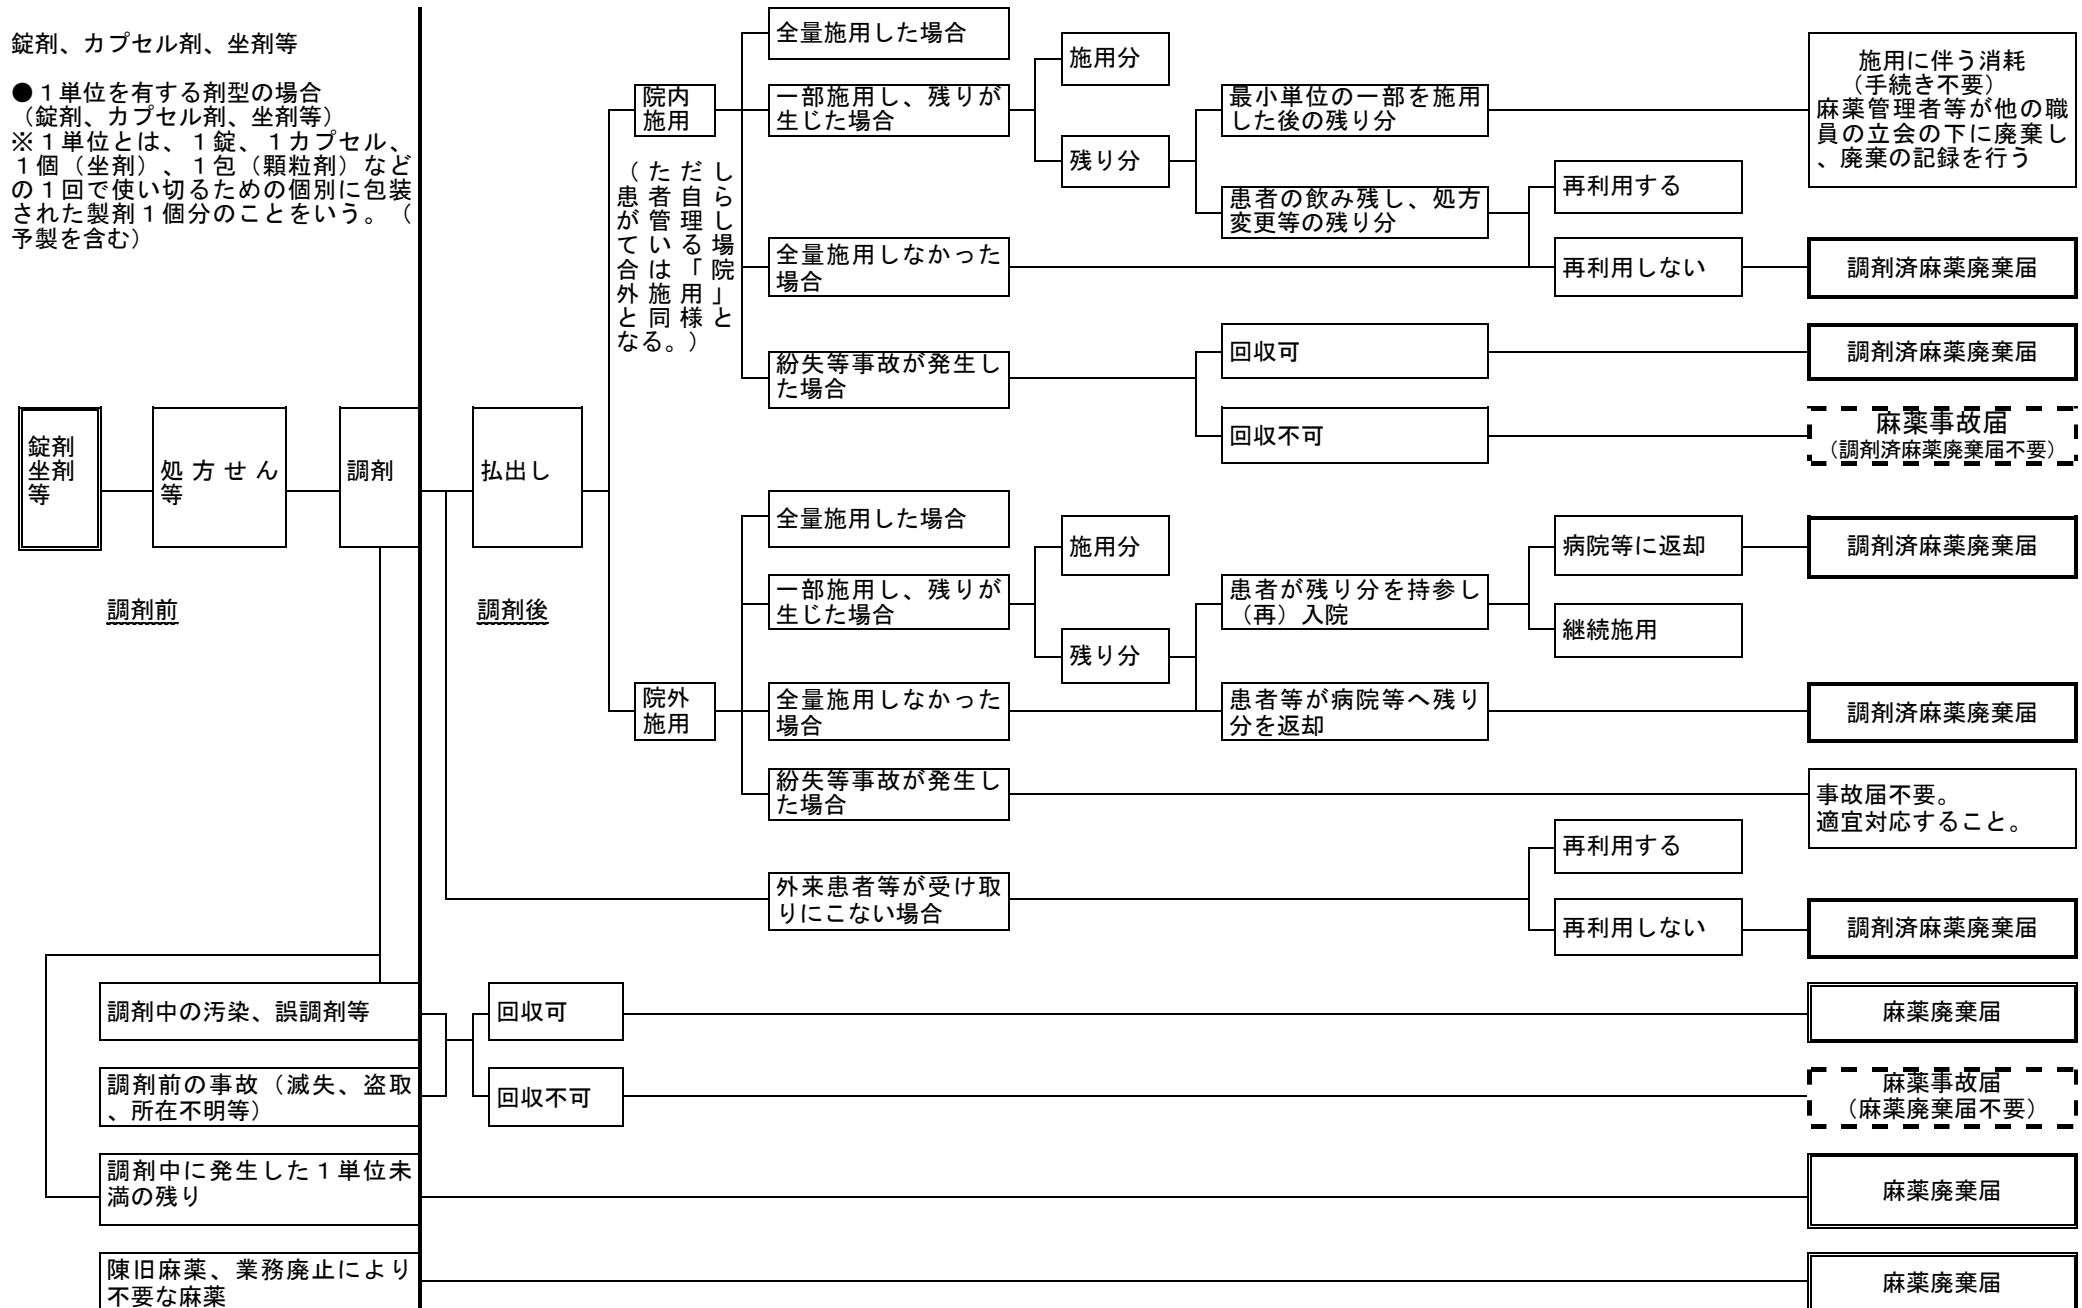 錠剤、カプセル剤、坐剤等
●１単位を有する剤型の場合
（錠剤、カプセル剤、坐剤等）
※１単位とは、１錠、１カプセル、
１個（坐剤）、１包（顆粒剤）など
の１回で使い切るための個別に包装
された製剤１個分のことをいう。（
予製を含む）
錠剤
坐剤
等
処方せん
等
調剤
調剤前
払出し
調剤後
院内
施用
（ただし
患者自ら
が管理し
ている場
合は「院
外施用」
と同様と
なる。）
全量施用した場合
一部施用し、残りが
生じた場合
施用分
残り分
最小単位の一部を施用
した後の残り分
施用に伴う消耗
（手続き不要）
麻薬管理者等が他の職
員の立会の下に廃棄し
、廃棄の記録を行う
患者の飲み残し、処方
変更等の残り分
再利用する
全量施用しなかった
場合
再利用しない
調剤済麻薬廃棄届
紛失等事故が発生し
た場合
回収可
調剤済麻薬廃棄届
回収不可
麻薬事故届
（調剤済麻薬廃棄届不要）
院外
施用
全量施用した場合
一部施用し、残りが
生じた場合
施用分
残り分
患者が残り分を持参し
（再）入院
病院等に返却
調剤済麻薬廃棄届
継続施用
全量施用しなかった
場合
患者等が病院等へ残り
分を返却
調剤済麻薬廃棄届
紛失等事故が発生し
た場合
事故届不要。
適宜対応すること。
外来患者等が受け取
りにこない場合
再利用する
再利用しない
調剤済麻薬廃棄届
調剤中の汚染、誤調剤等
回収可
麻薬廃棄届
調剤前の事故（滅失、盗取
、所在不明等）
回収不可
麻薬事故届
（麻薬廃棄届不要）
調剤中に発生した１単位未
満の残り
麻薬廃棄届
陳旧麻薬、業務廃止により
不要な麻薬
麻薬廃棄届